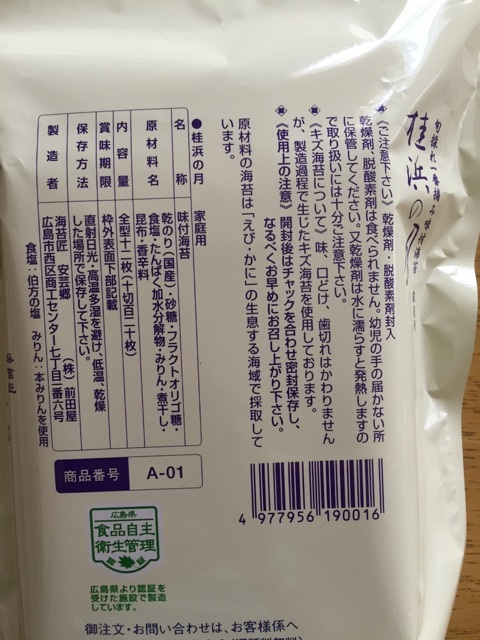 旬採れ一番摘み味付海苔
桂浜の月
《ご注意下さい》乾燥剤・脱酸素剤封入
乾燥剤、脱酸素剤は食べられません。幼児の手の届かない所
に保管してください。又乾燥剤は水に濡らすと発熱しますの
で取り扱いには十分ご注意下さい。
《キズ海苔について》味、口どけ、歯切れはかわりません
が、製造過程で生じたキズ海苔を使用しております。
《使用上の注意》開封後はチャックを合わせ密封保存し、
なるべくお早めにお召し上がり下さい。
原材料の海苔は「えび・かに」の生息する海域で採取して
います。
●桂浜の月 家庭用
名称 味付海苔
原材料名 乾のり(国産)・砂糖・フラクトオリゴ糖・
食塩・たんぱく加水分解物・みりん・煮干し・
昆布・香辛料
内容量 全型十二枚(十切百二十枚)
賞味期限 枠外表面下部記載
保存方法 直射日光・高温多湿を避け、低温、乾燥
した場所で保存して下さい。
製造者 海苔匠 安芸郷 (株)前田屋
広島市西区商工センター七丁目二番六号
食塩:伯方の塩 みりん:本みりんを使用
商品番号 A-01
4 977956 190016
広島県
食品自主
衛生管理
広島県より認証を
受けた施設で製造
しています。
御注文・お問い合わせは、お客様係へ